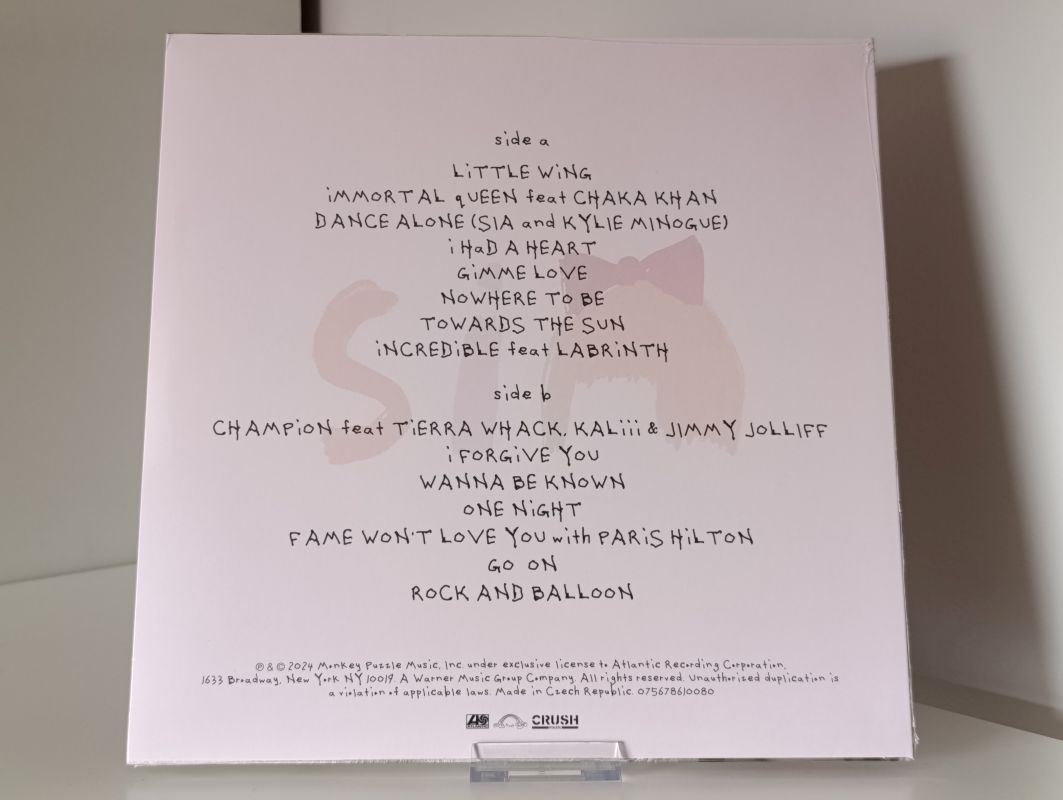 side a
LiTTLE WiNG
iMMORTAL qUEEN feat CHAKA KHAN
DANCE ALONE (SIA and KYLIE MINOGUE)
i HaD A HEART
GiMME LOVE
NOWHERE TO BE
TOWARDS THE SUN
iNCREDiBLE feat LABRiNTH
side b
CHAMPiON feat TiERRA WHACK, KALiii & JIMMY JOLLIFF
i FORGiVE YOU
WANNA BE KNOWN
ONE NiGHT
FAME WON'T LOVE YOU with PARiS HiLTON
GO ON
ROCK AND BALLOON
SiA
℗ & © 2024 Monkey Puzzle Music, Inc. under exclusive license to Atlantic Recording Corporation,
1633 Broadway, New York NY 10019. A Warner Music Group Company. All rights reserved. Unauthorized duplication is
a violation of applicable laws. Made in Czech Republic. 075678610080
ATLANTIC
CRUSH